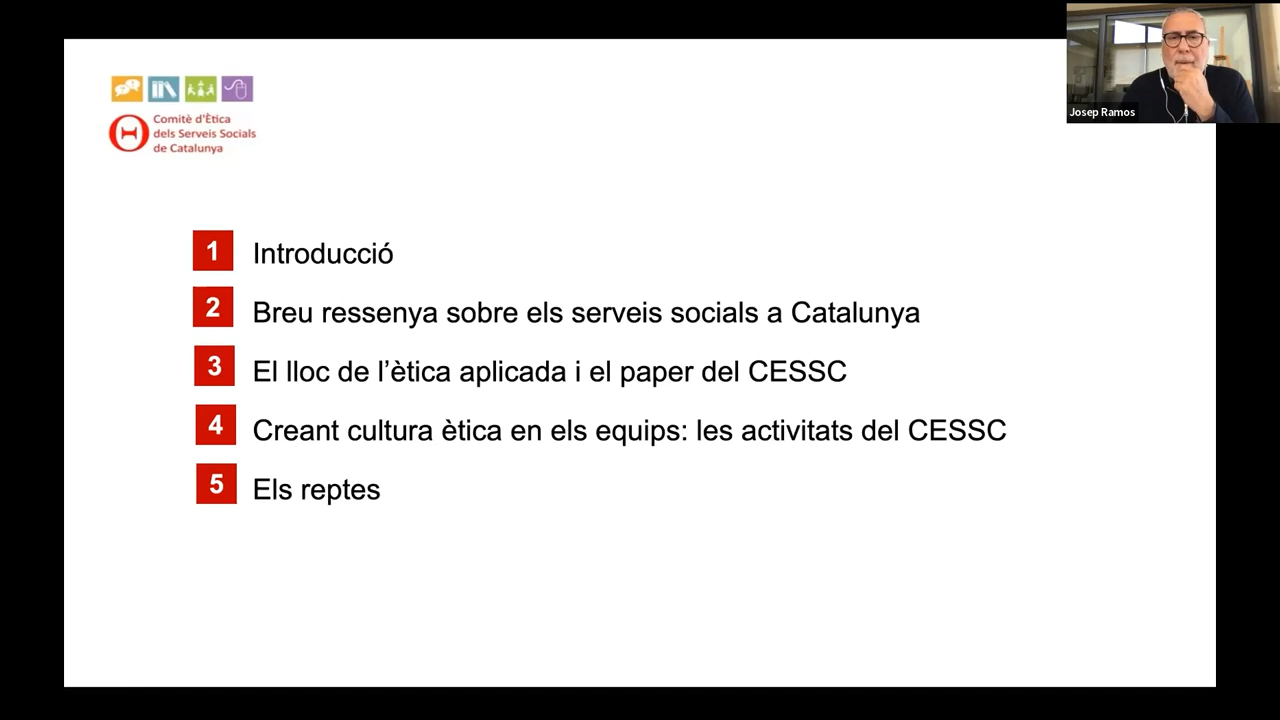 Josep Ramos
Comitè d'Ètica
dels Serveis Socials
de Catalunya
1 Introducció
2 Breu ressenya sobre els serveis socials a Catalunya
3 El lloc de l’ètica aplicada i el paper del CESSC
4 Creant cultura ètica en els equips: les activitats del CESSC
5 Els reptes